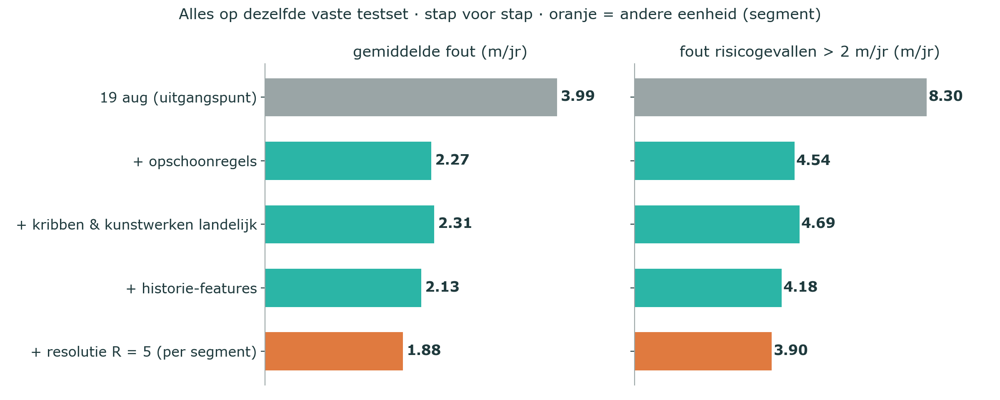 Alles op dezelfde vaste testset · stap voor stap · oranje = andere eenheid (segment)
gemiddelde fout (m/jr)
fout risicogevallen > 2 m/jr (m/jr)
19 aug (uitgangspunt)
3.99
8.30
+ opschoonregels
2.27
4.54
+ kribben & kunstwerken landelijk
2.31
4.69
+ historie-features
2.13
4.18
+ resolutie R = 5 (per segment)
1.88
3.90